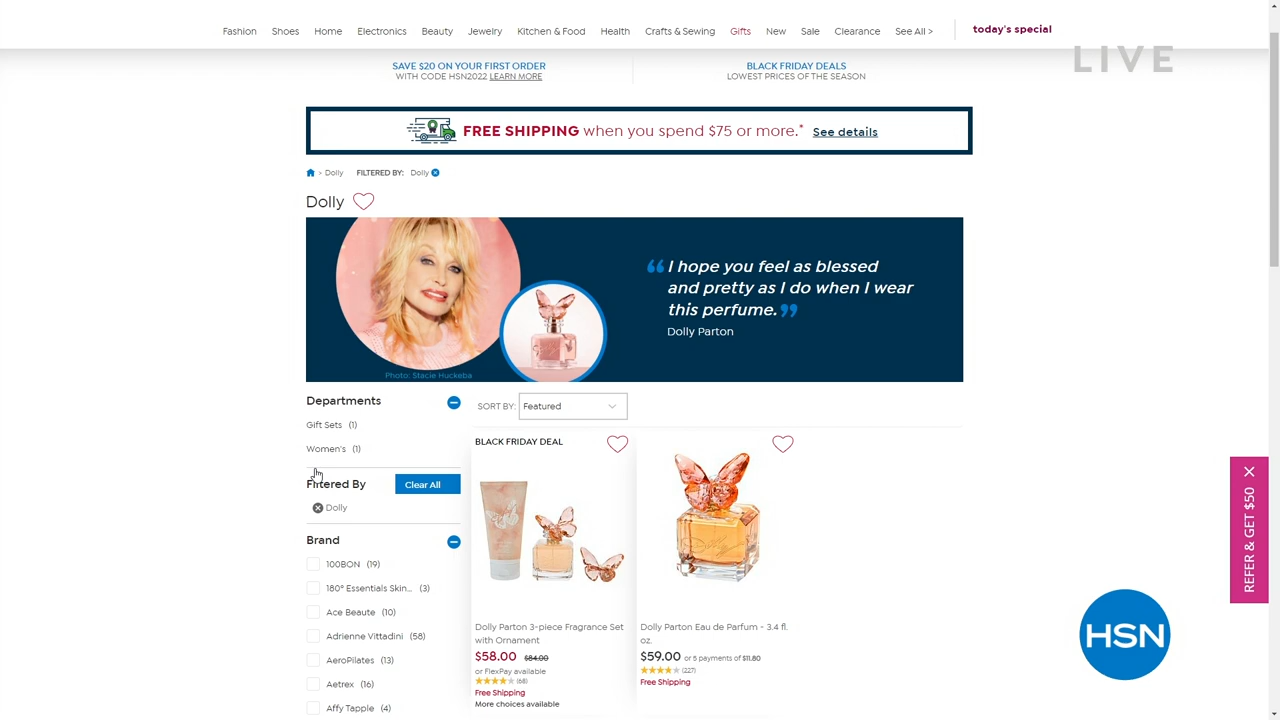 Fashion Shoes Home Electronics Beauty Jewelry Kitchen & Food Health Crafts & Sewing Gifts New Sale Clearance See All > today's special
LIVE
SAVE $20 ON YOUR FIRST ORDER
WITH CODE HSN2022 LEARN MORE
BLACK FRIDAY DEALS
LOWEST PRICES OF THE SEASON
FREE SHIPPING when you spend $75 or more.* See details
> Dolly FILTERED BY: Dolly
Dolly
“ I hope you feel as blessed
and pretty as I do when I wear
this perfume. ”
Dolly Parton
Photo: Stacie Huckeba
Departments
Gift Sets (1)
Women's (1)
Filtered By Clear All
Dolly
Brand
100BON (19)
180° Essentials Skin... (3)
Ace Beaute (10)
Adrienne Vittadini (58)
AeroPilates (13)
Aetrex (16)
Affy Tapple (4)
SORT BY: Featured
BLACK FRIDAY DEAL
Dolly Parton 3-piece Fragrance Set
with Ornament
$58.00 $84.00
or FlexPay available
(68)
Free Shipping
More choices available
Dolly Parton Eau de Parfum - 3.4 fl.
oz.
$59.00 or 5 payments of $11.80
(227)
Free Shipping
REFER & GET $50
HSN